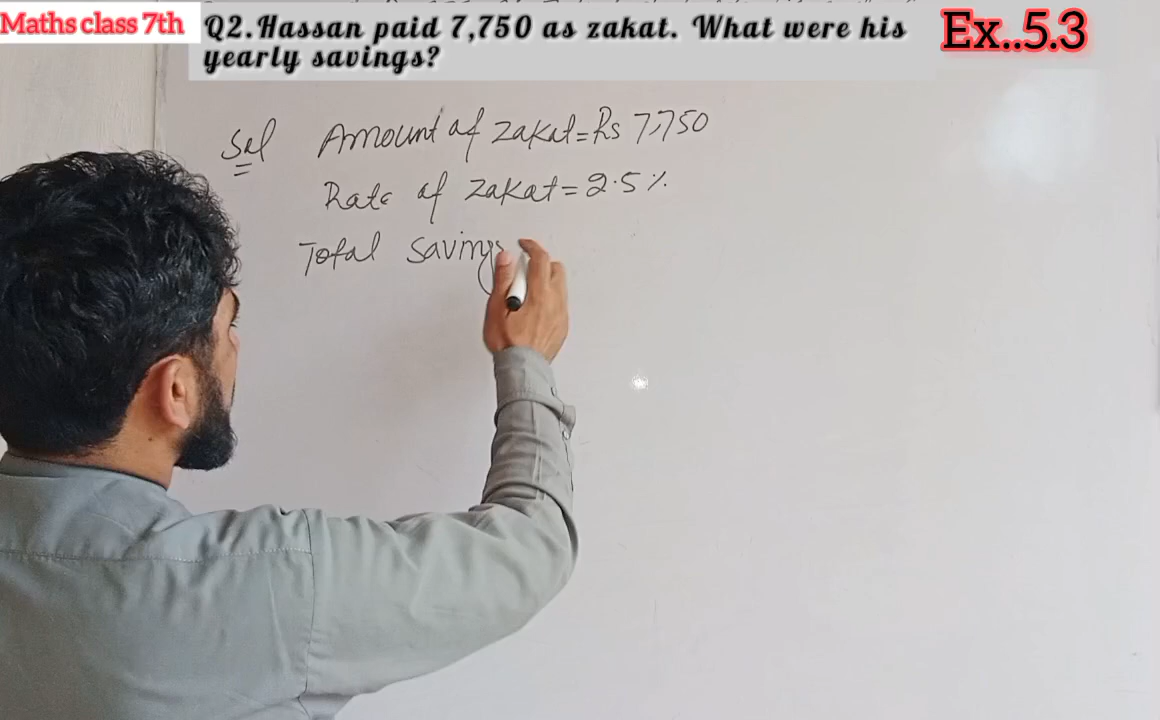 Maths class 7th
Q2.Hassan paid 7,750 as zakat. What were his
yearly savings?
Ex..5.3
Sol Amount of Zakat=Rs 7,750
Rate of Zakat=2.5%
Total Savings